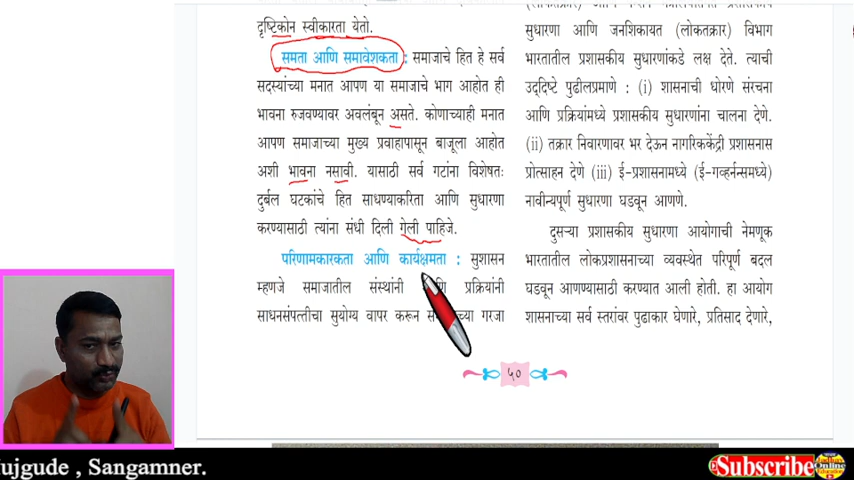 दृष्टिकोन स्वीकारता येतो.
समता आणि समावेशकता : समाजाचे हित हे सर्व
सदस्यांच्या मनात आपण या समाजाचे भाग आहोत ही
भावना रुजवण्यावर अवलंबून असते. कोणाच्याही मनात
आपण समाजाच्या मुख्य प्रवाहापासून बाजूला आहोत
अशी भावना नसावी. यासाठी सर्व गटांना विशेषतः
दुर्बल घटकांचे हित साधण्याकरिता आणि सुधारणा
करण्यासाठी त्यांना संधी दिली गेली पाहिजे.
परिणामकारकता आणि कार्यक्षमता : सुशासन
म्हणजे समाजातील संस्थांनी आणि प्रक्रियांनी
साधनसंपत्तीचा सुयोग्य वापर करून गरजा
सुधारणा आणि जनशिकायत (लोकतक्रार) विभाग
भारतातील प्रशासकीय सुधारणांकडे लक्ष देते. त्याची
उद्‌दिष्टे पुढीलप्रमाणे : (i) शासनाची धोरणे संरचना
आणि प्रक्रियांमध्ये प्रशासकीय सुधारणांना चालना देणे.
(ii) तक्रार निवारणावर भर देऊन नागरिककेंद्री प्रशासनास
प्रोत्साहन देणे (iii) ई-प्रशासनामध्ये (ई-गव्हर्नन्समध्ये)
नावीन्यपूर्ण सुधारणा घडवून आणणे.
दुसऱ्या प्रशासकीय सुधारणा आयोगाची नेमणूक
भारतातील लोकप्रशासनाच्या व्यवस्थेत परिपूर्ण बदल
घडवून आणण्यासाठी करण्यात आली होती. हा आयोग
शासनाच्या सर्व स्तरांवर पुढाकार घेणारे, प्रतिसाद देणारे,
५०
ujgude , Sangamner.
Subscribe
Online